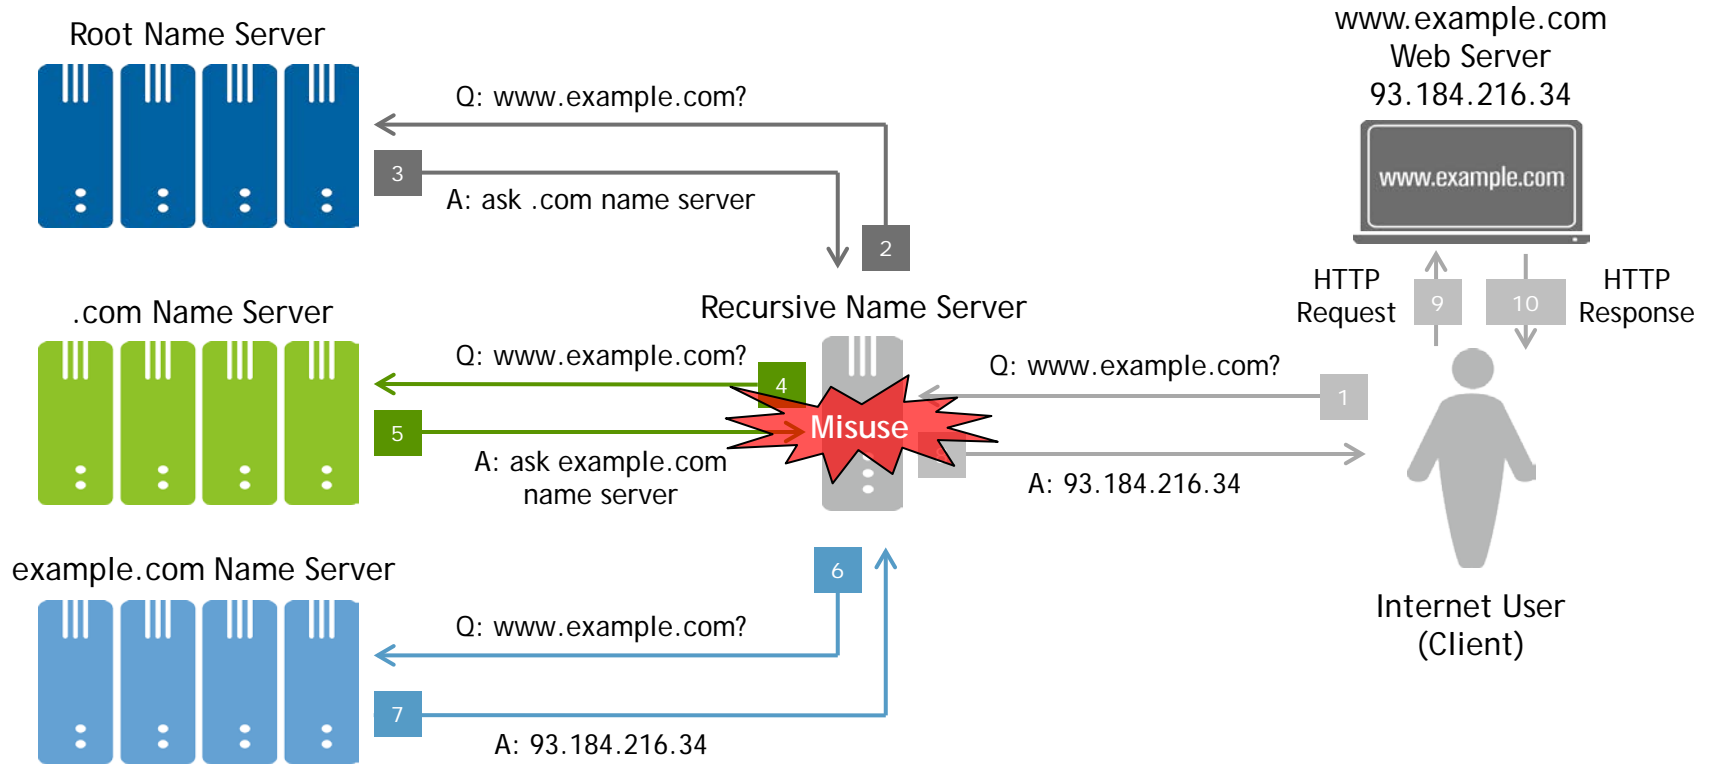 Root Name Server
Q: www.example.com?
3
A: ask .com name server
2
www.example.com
Web Server
93.184.216.34
www.example.com
HTTP
Request
9
10
HTTP
Response
.com Name Server
Recursive Name Server
Q: www.example.com?
4
Q: www.example.com?
1
Misuse
5
A: ask example.com
name server
A: 93.184.216.34
example.com Name Server
6
Internet User
(Client)
Q: www.example.com?
7
A: 93.184.216.34